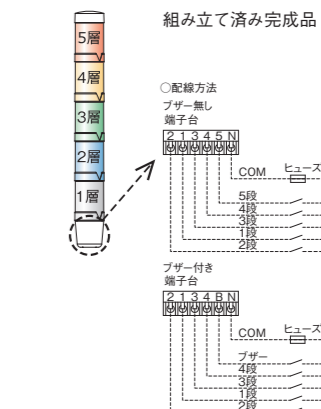 組み立て済み完成品
5層
4層
3層
2層
1層
○配線方法
ブザー無し
端子台
2 1 3 4 5 N
COM
ヒューズ
5段
4段
3段
1段
2段
ブザー付き
端子台
2 1 3 4 B N
COM
ヒューズ
ブザー
4段
3段
1段
2段